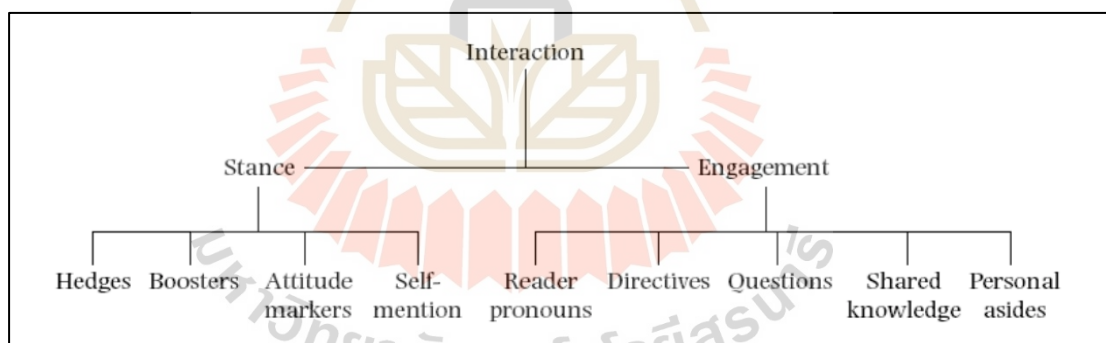 Interaction
Stance Engagement
Hedges Boosters Attitude Self- Reader Directives Questions Shared Personal
markers mention pronouns knowledge asides